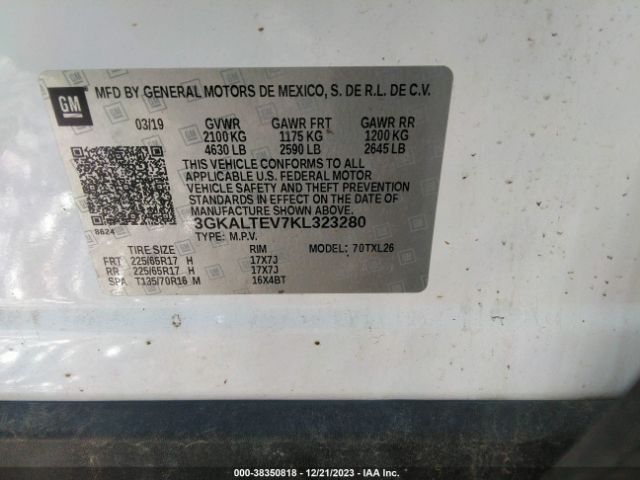 GM
MFD BY GENERAL MOTORS DE MEXICO, S. DE R.L. DE C.V.
03/19 GVWR GAWR FRT GAWR RR
2100 KG 1175 KG 1200 KG
4630 LB 2590 LB 2645 LB
THIS VEHICLE CONFORMS TO ALL
APPLICABLE U.S. FEDERAL MOTOR
VEHICLE SAFETY AND THEFT PREVENTION
STANDARDS IN EFFECT ON THE DATE OF
MANUFACTURE SHOWN ABOVE.
8624 3GKALTEV7KL323280
TYPE: M.P.V. MODEL: 70TXL26
TIRE SIZE RIM
FRT 225/65R17 H 17X7J
RR 225/65R17 H 17X7J
SPA T135/70R16 M 16X4BT
000-38350818 - 12/21/2023 - IAA Inc.